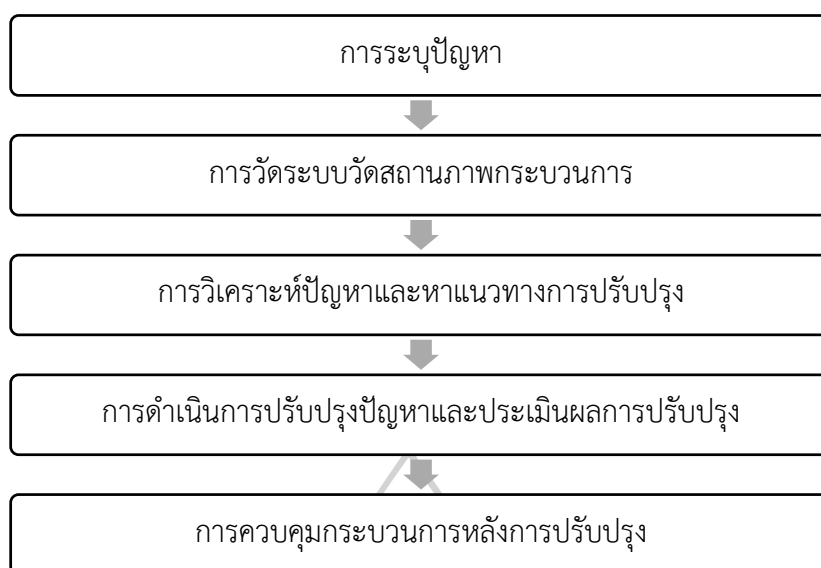 การระบุปัญหา
การวัดระบบวัดสถานภาพกระบวนการ
การวิเคราะห์ปัญหาและหาแนวทางการปรับปรุง
การดำเนินการปรับปรุงปัญหาและประเมินผลการปรับปรุง
การควบคุมกระบวนการหลังการปรับปรุง